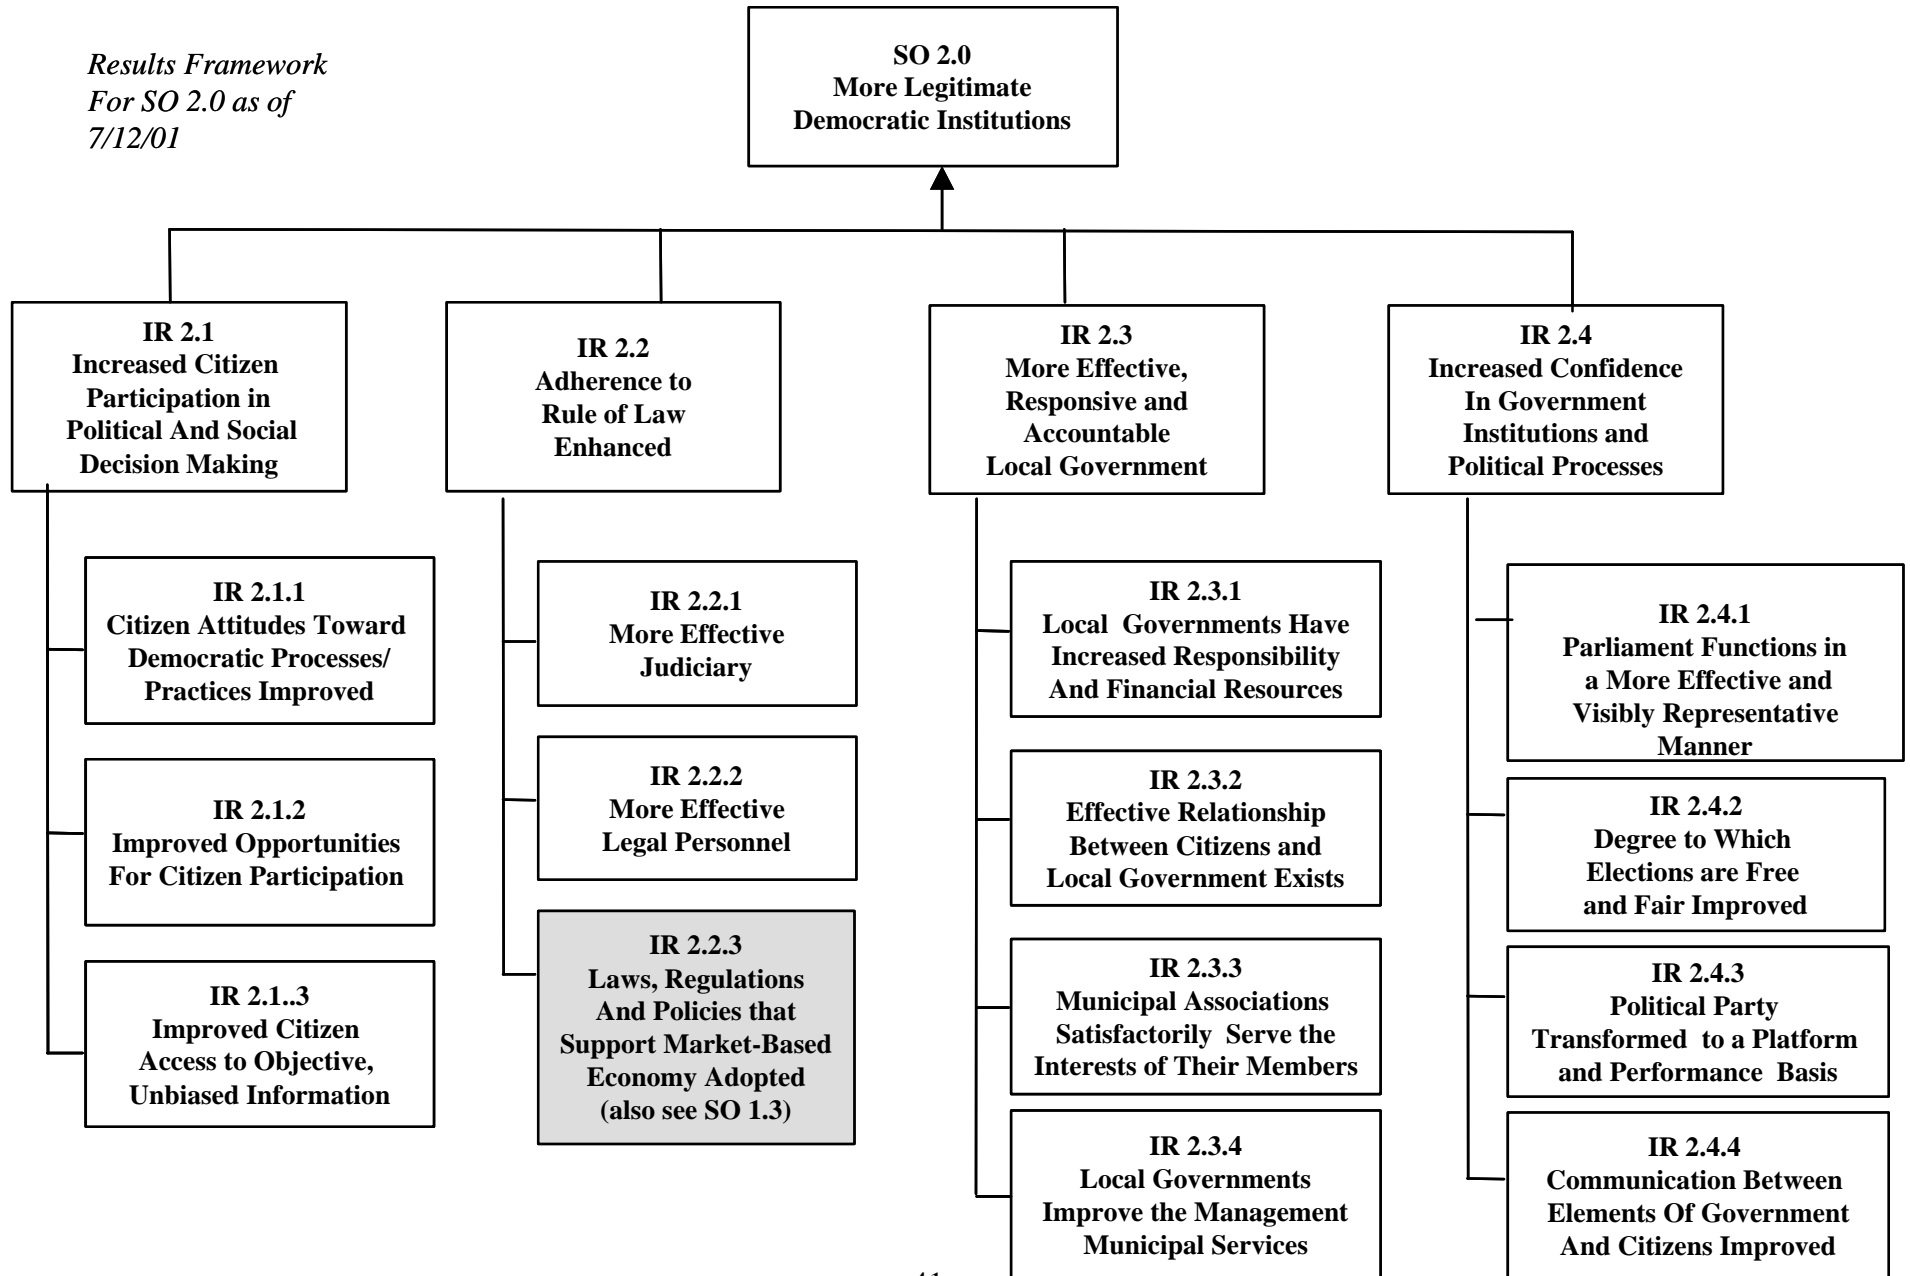 Results Framework
For SO 2.0 as of
7/12/01
SO 2.0
More Legitimate
Democratic Institutions
IR 2.1
Increased Citizen
Participation in
Political And Social
Decision Making
IR 2.2
Adherence to
Rule of Law
Enhanced
IR 2.3
More Effective,
Responsive and
Accountable
Local Government
IR 2.4
Increased Confidence
In Government
Institutions and
Political Processes
IR 2.1.1
Citizen Attitudes Toward
Democratic Processes/
Practices Improved
IR 2.1.2
Improved Opportunities
For Citizen Participation
IR 2.1..3
Improved Citizen
Access to Objective,
Unbiased Information
IR 2.2.1
More Effective
Judiciary
IR 2.2.2
More Effective
Legal Personnel
IR 2.2.3
Laws, Regulations
And Policies that
Support Market-Based
Economy Adopted
(also see SO 1.3)
IR 2.3.1
Local  Governments Have
Increased Responsibility
And Financial Resources
IR 2.3.2
Effective Relationship
Between Citizens and
Local Government Exists
IR 2.3.3
Municipal Associations
Satisfactorily  Serve the
Interests of Their Members
IR 2.3.4
Local Governments
Improve the Management
Municipal Services
IR 2.4.1
Parliament Functions in
a More Effective and
Visibly Representative
Manner
IR 2.4.2
Degree to Which
Elections are Free
and Fair Improved
IR 2.4.3
Political Party
Transformed  to a Platform
and Performance  Basis
IR 2.4.4
Communication Between
Elements Of Government
And Citizens Improved